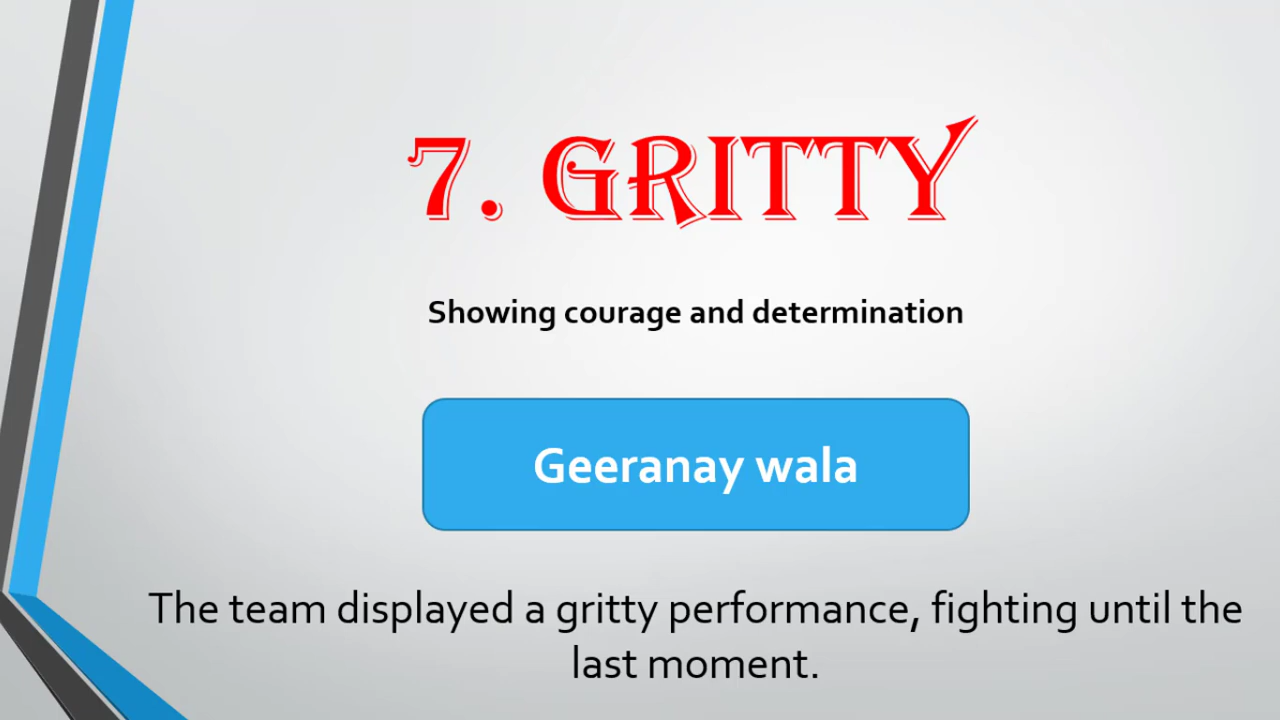 7. GRITTY
Showing courage and determination
Geeranay wala
The team displayed a gritty performance, fighting until the
last moment.